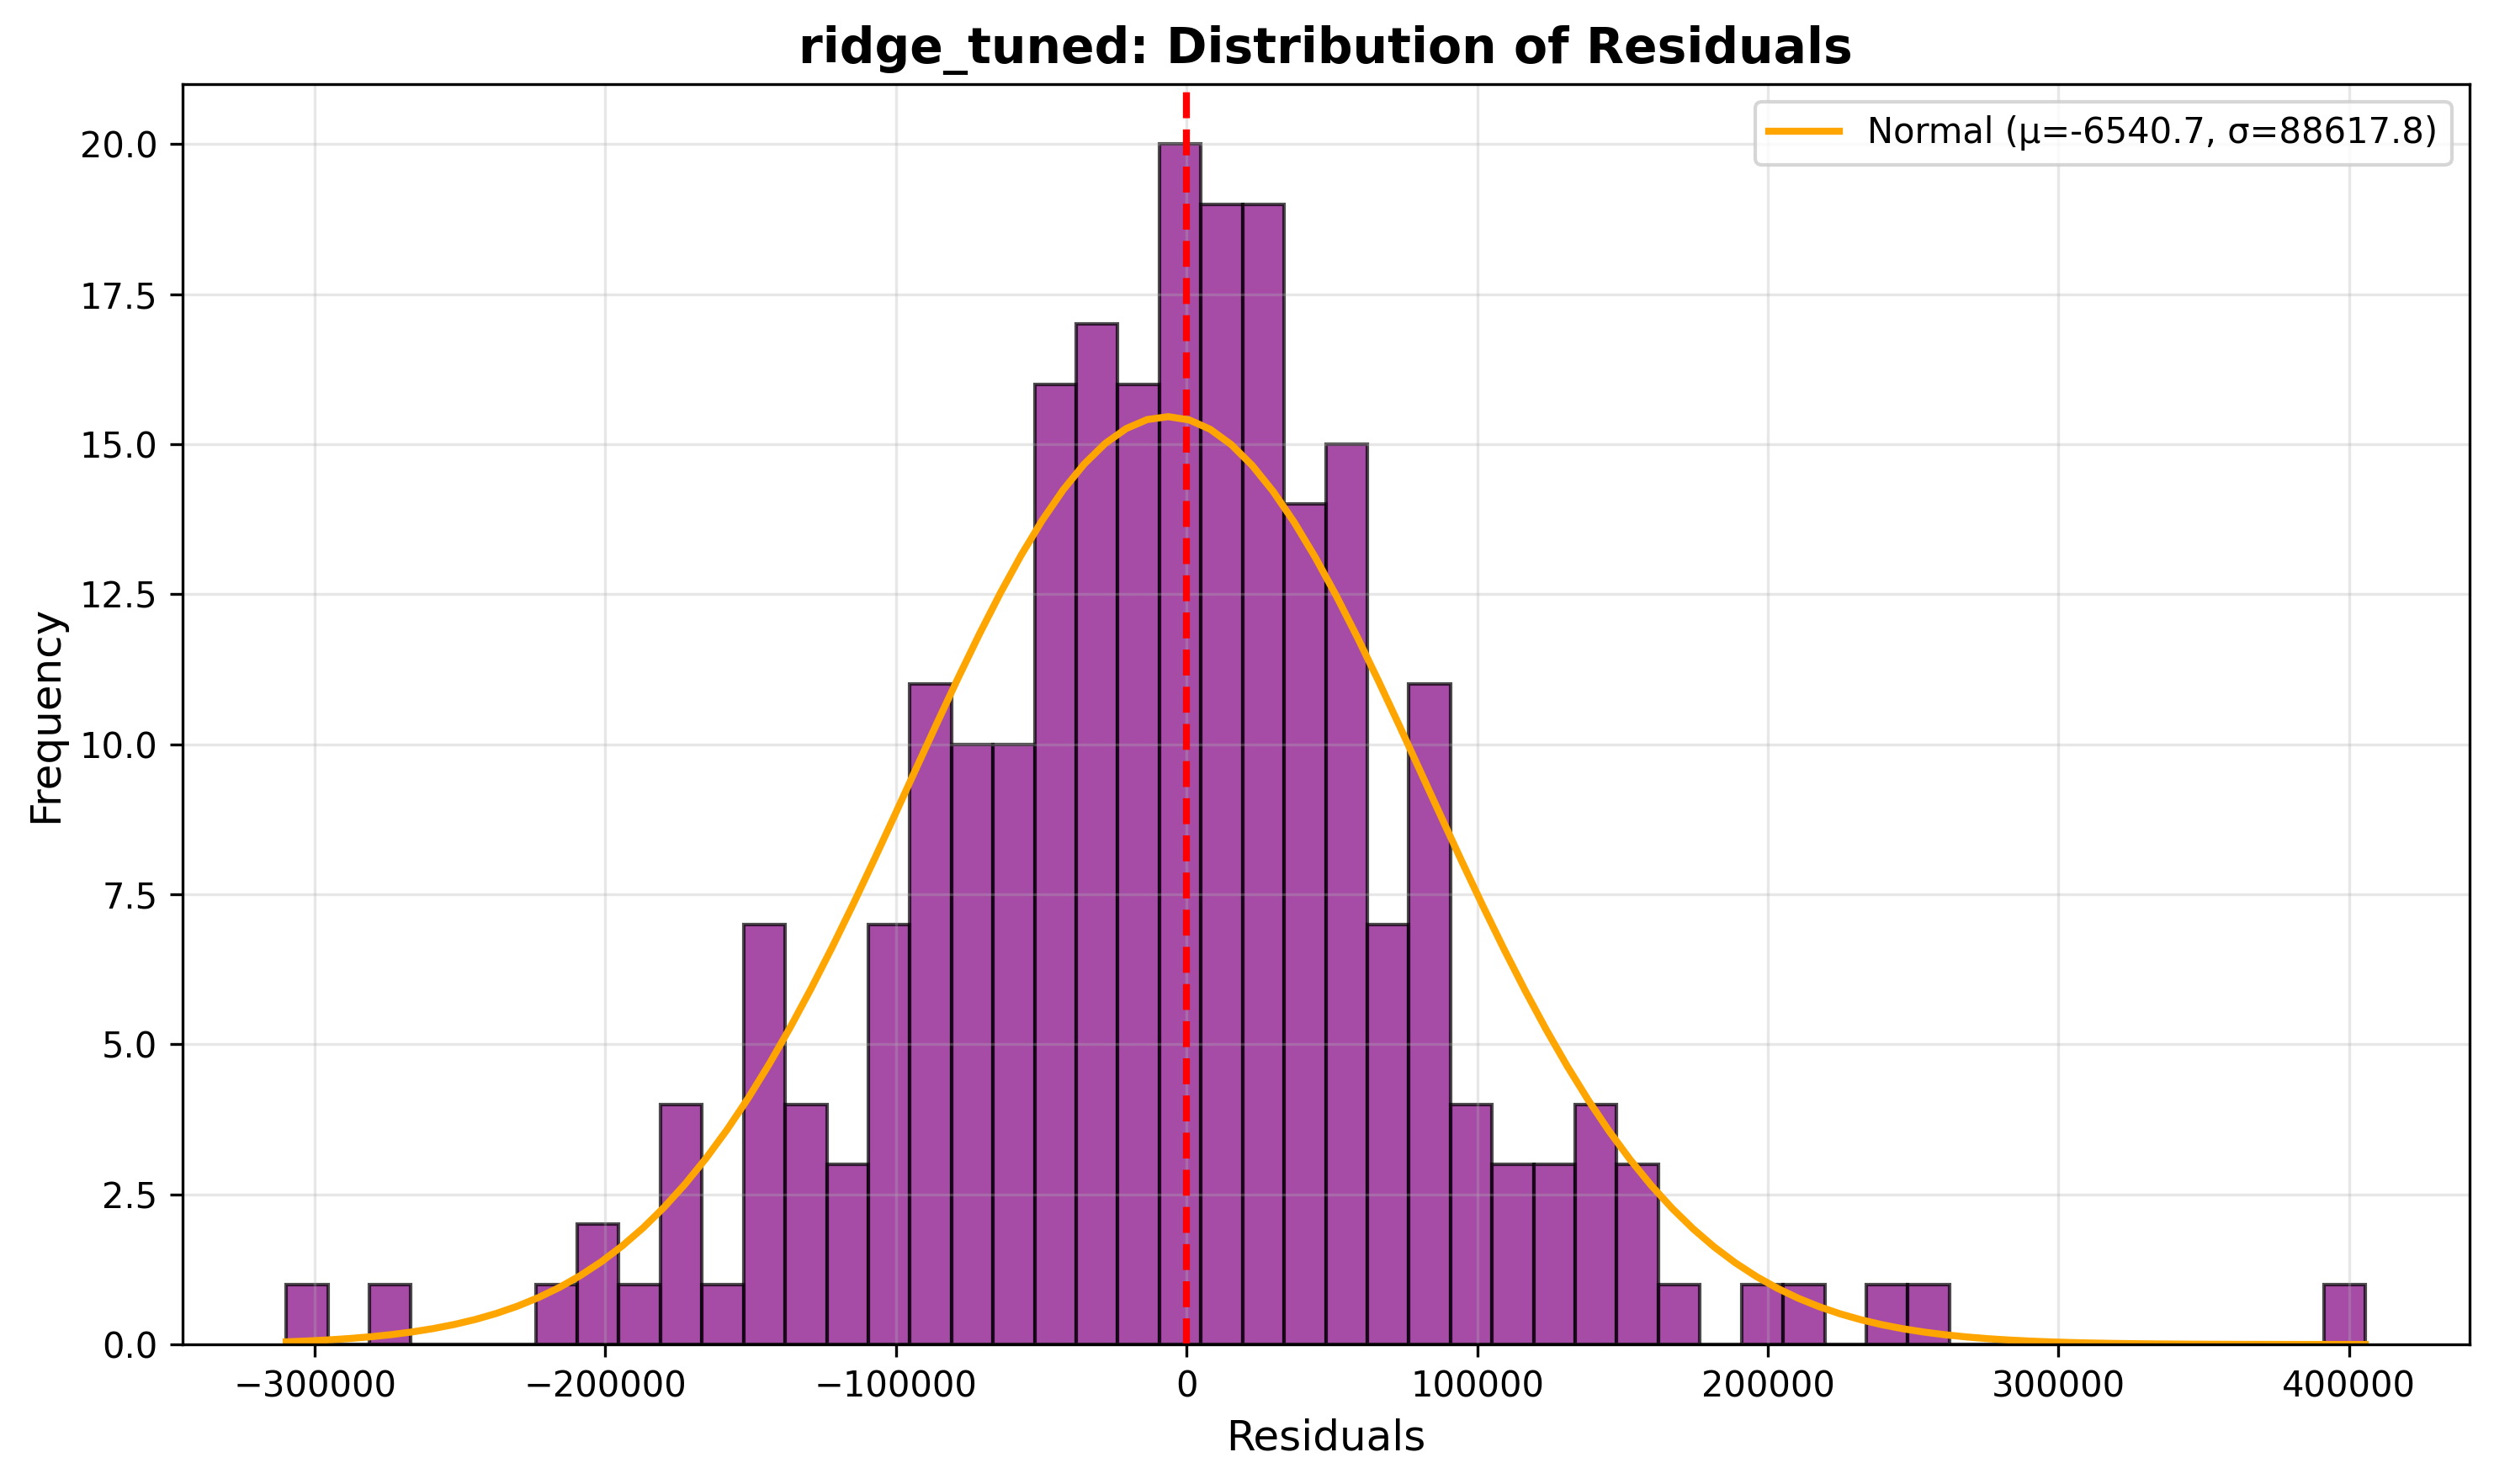 ridge_tuned: Distribution of Residuals
Normal (μ=-6540.7, σ=88617.8)
Frequency
20.0
17.5
15.0
12.5
10.0
7.5
5.0
2.5
0.0
−300000 −200000 −100000 0 100000 200000 300000 400000
Residuals